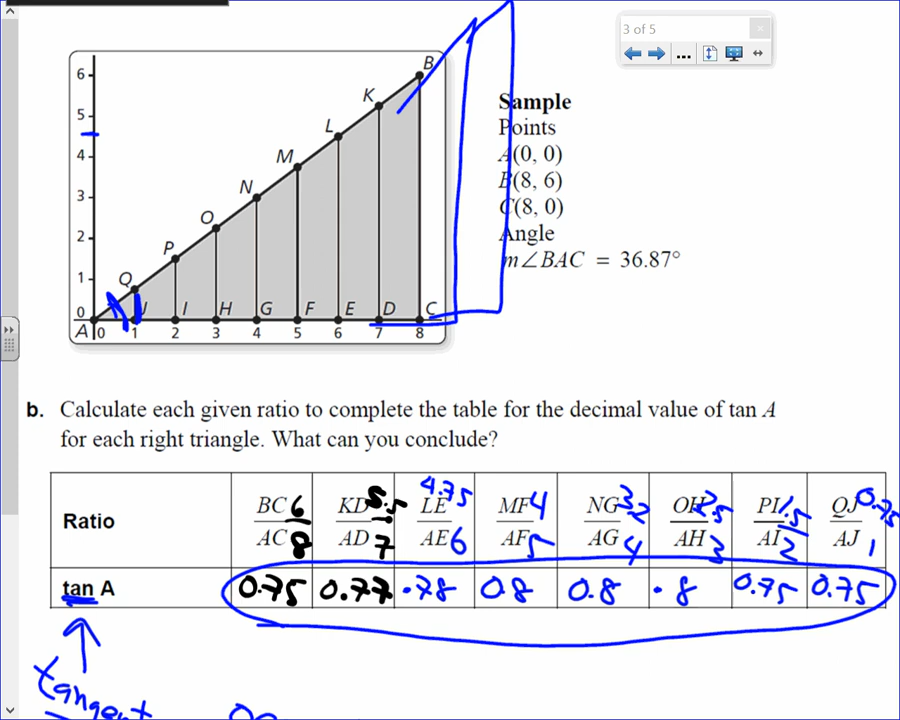 3 of 5
B
6
K
5
L
4
M
N
3
O
2
P
1
Q
0
J I H G F E D C
A 0 1 2 3 4 5 6 7 8
Sample
Points
A(0, 0)
B(8, 6)
C(8, 0)
Angle
m∠BAC = 36.87°
b. Calculate each given ratio to complete the table for the decimal value of tan A
for each right triangle. What can you conclude?
Ratio
BC 6 KD 5.5 4.75 LE MF 4 NG 3.2 OH 2.5 PI 1.5 QJ 0.75
AC 8 AD 7 AE 6 AF 5 AG 4 AH 3 AI 2 AJ 1
tan A 0.75 0.77 .78 0.8 0.8 .8 0.75 0.75
tangent